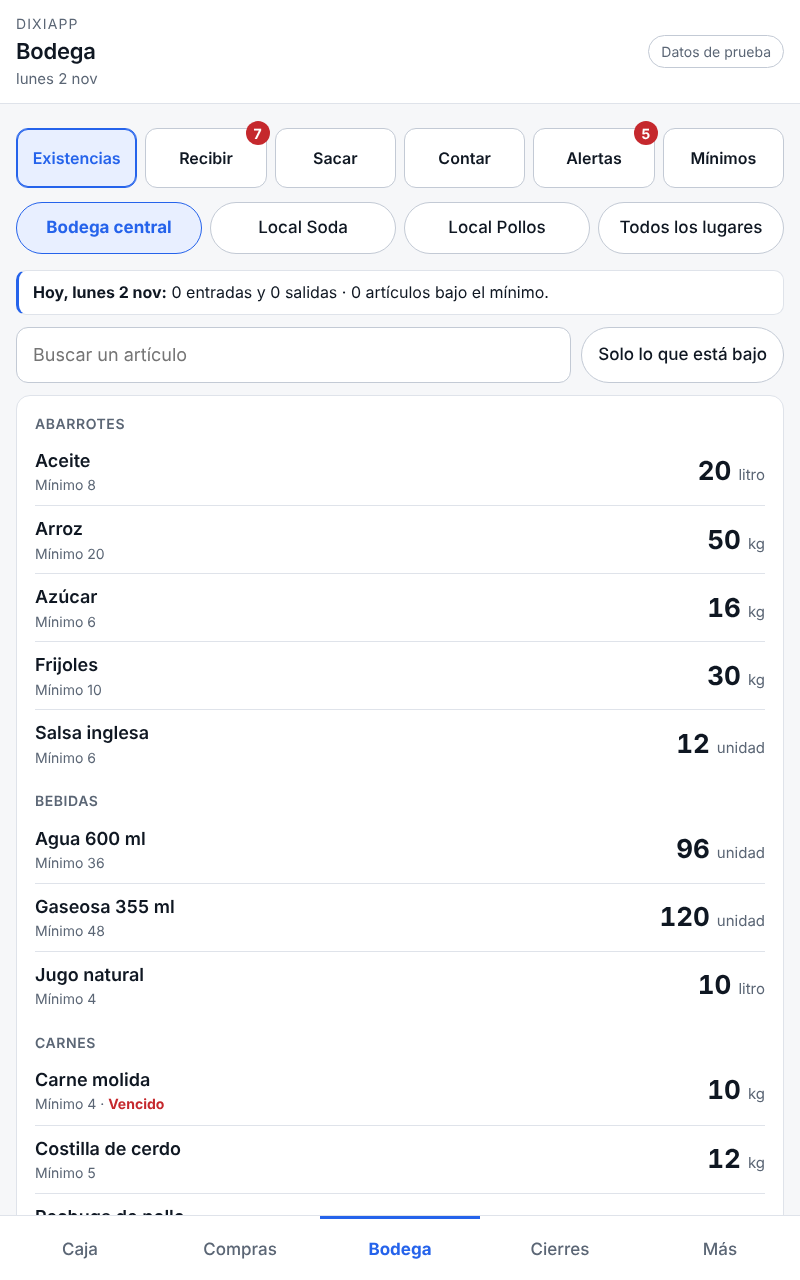 DIXIAPP
Bodega
lunes 2 nov
Datos de prueba
Existencias
Recibir
7
Sacar
Contar
Alertas
5
Mínimos
Bodega central
Local Soda
Local Pollos
Todos los lugares
Hoy, lunes 2 nov: 0 entradas y 0 salidas · 0 artículos bajo el mínimo.
Buscar un artículo
Solo lo que está bajo
ABARROTES
Aceite
Mínimo 8
20 litro
Arroz
Mínimo 20
50 kg
Azúcar
Mínimo 6
16 kg
Frijoles
Mínimo 10
30 kg
Salsa inglesa
Mínimo 6
12 unidad
BEBIDAS
Agua 600 ml
Mínimo 36
96 unidad
Gaseosa 355 ml
Mínimo 48
120 unidad
Jugo natural
Mínimo 4
10 litro
CARNES
Carne molida
Mínimo 4 · Vencido
10 kg
Costilla de cerdo
Mínimo 5
12 kg
Caja
Compras
Bodega
Cierres
Más